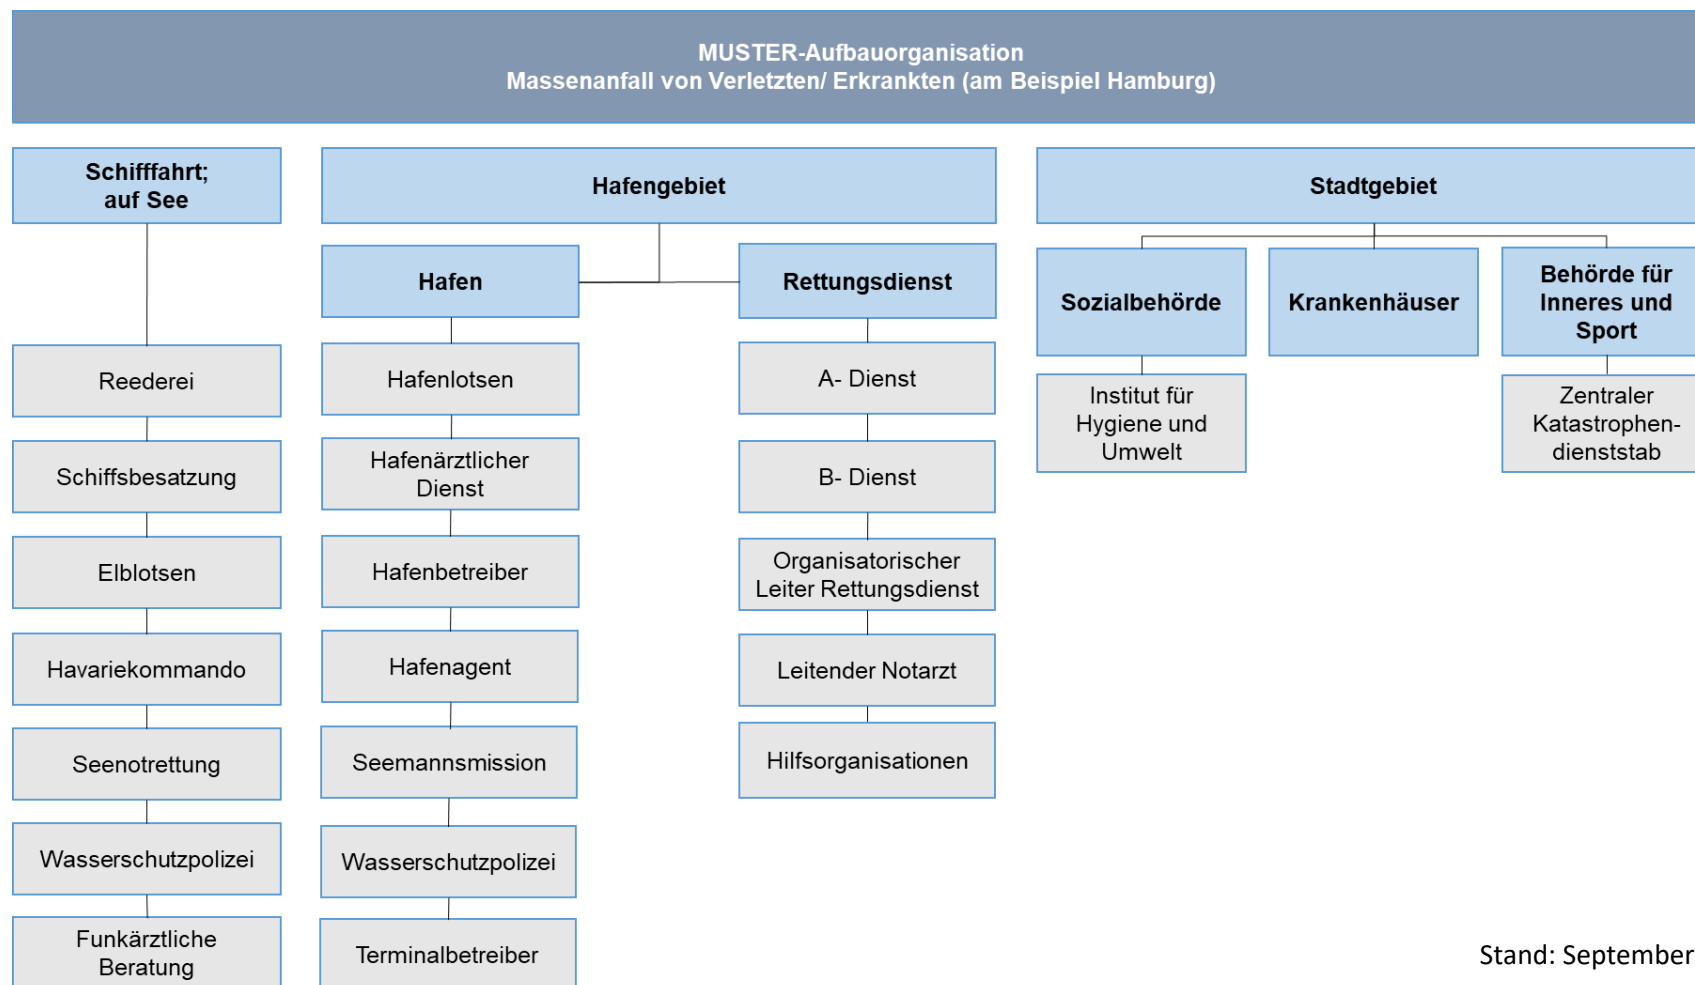 MUSTER-Aufbauorganisation
Massenanfall von Verletzten/ Erkrankten (am Beispiel Hamburg)
Schifffahrt;
auf See
Reederei
Schiffsbesatzung
Elblotsen
Havariekommando
Seenotrettung
Wasserschutzpolizei
Funkärztliche
Beratung
Hafengebiet
Hafen
Hafenlotsen
Hafenärztlicher
Dienst
Hafenbetreiber
Hafenagent
Seemannsmission
Wasserschutzpolizei
Terminalbetreiber
Rettungsdienst
A- Dienst
B- Dienst
Organisatorischer
Leiter Rettungsdienst
Leitender Notarzt
Hilfsorganisationen
Stadtgebiet
Sozialbehörde
Institut für
Hygiene und
Umwelt
Krankenhäuser
Behörde für
Inneres und
Sport
Zentraler
Katastrophen-
dienststab
Stand: September